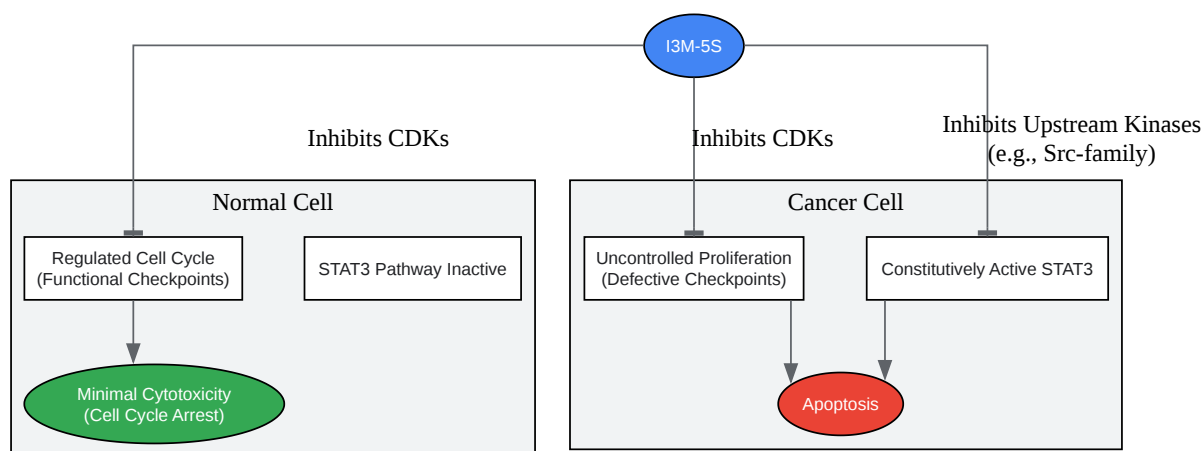 I3M-5S
Inhibits CDKs
Inhibits CDKs
Inhibits Upstream Kinases
(e.g., Src-family)
Normal Cell
Regulated Cell Cycle
(Functional Checkpoints)
STAT3 Pathway Inactive
Minimal Cytotoxicity
(Cell Cycle Arrest)
Cancer Cell
Uncontrolled Proliferation
(Defective Checkpoints)
Constitutively Active STAT3
Apoptosis